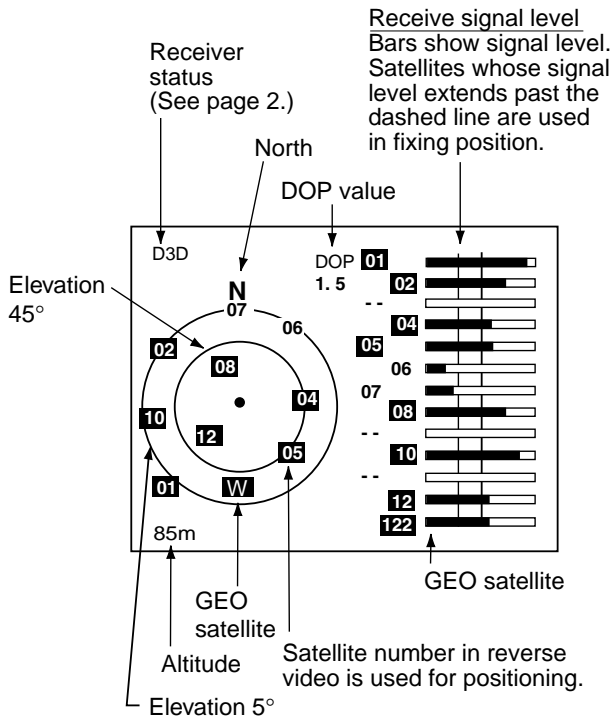 Receive signal level
Bars show signal level.
Satellites whose signal
level extends past the
dashed line are used
in fixing position.
Receiver
status
(See page 2.)
North
DOP value
D3D
DOP
1. 5
Elevation
45°
N
07
06
02
08
10
04
12
05
01
W
85m
01
02
- -
04
05
06
07
08
- -
10
- -
12
122
GEO satellite
GEO
satellite
Altitude
Satellite number in reverse
video is used for positioning.
Elevation 5°